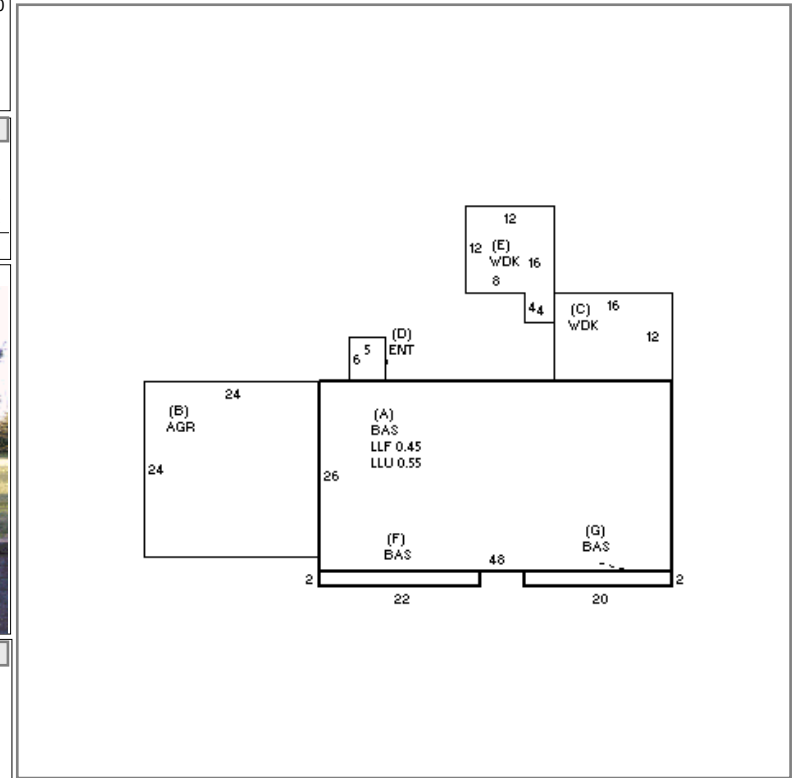 12
12 (E)
WDK 16
8
44
(C) 16
WDK
12
(D)
5 ENT
6
24
(B)
AGR
24
(A)
BAS
LLF 0.45
LLU 0.55
26
(F)
BAS
(G)
BAS
48
2
2
22
20